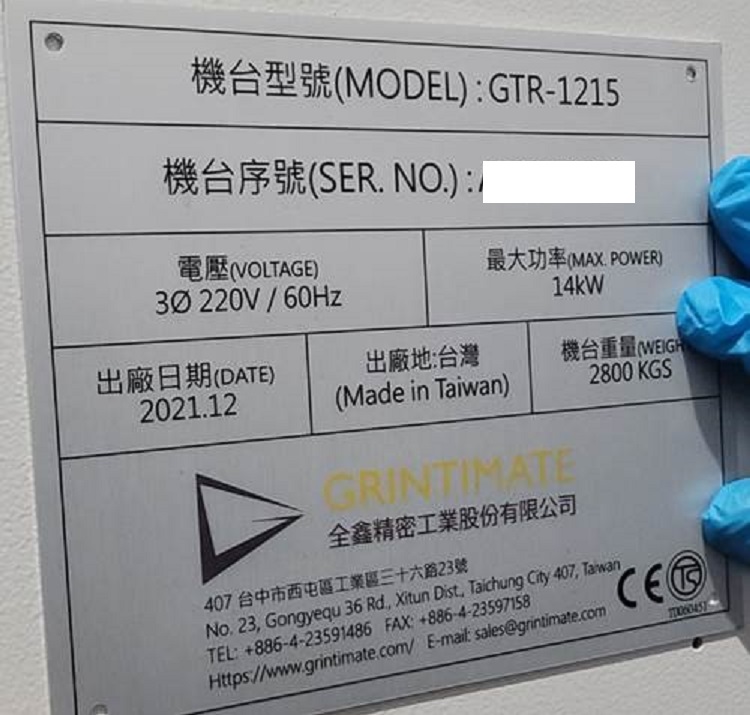 機台型號(MODEL) : GTR-1215
機台序號(SER. NO.) :
電壓(VOLTAGE)
3Ø 220V / 60Hz
最大功率(MAX. POWER)
14kW
出廠日期(DATE)
2021.12
出廠地:台灣
(Made in Taiwan)
機台重量(WEIGH
2800 KGS
GRINTIMATE
全鑫精密工業股份有限公司
407 台中市西屯區工業區三十六路23號
No. 23, Gongyequ 36 Rd., Xitun Dist., Taichung City 407, Taiwan
TEL: +886-4-23591486 FAX: +886-4-23597158
Https://www.grintimate.com/ E-mail: sales@grintimate.com
CE